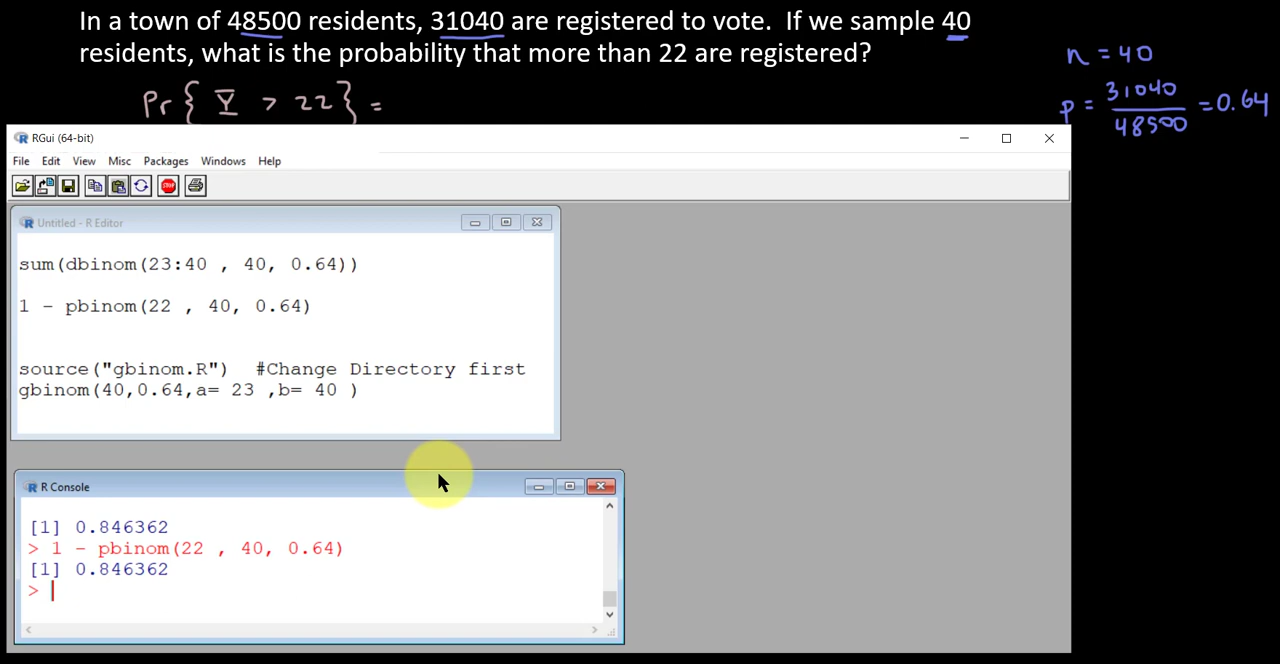 In a town of 48500 residents, 31040 are registered to vote. If we sample 40
residents, what is the probability that more than 22 are registered?
n = 40
p = 31040/48500 = 0.64
Pr{ Y > 22 } =
RGui (64-bit)
File Edit View Misc Packages Windows Help
STOP
Untitled - R Editor
sum(dbinom(23:40 , 40, 0.64))
1 - pbinom(22 , 40, 0.64)
source("gbinom.R") #Change Directory first
gbinom(40,0.64,a= 23 ,b= 40 )
R Console
[1] 0.846362
> 1 - pbinom(22 , 40, 0.64)
[1] 0.846362
>